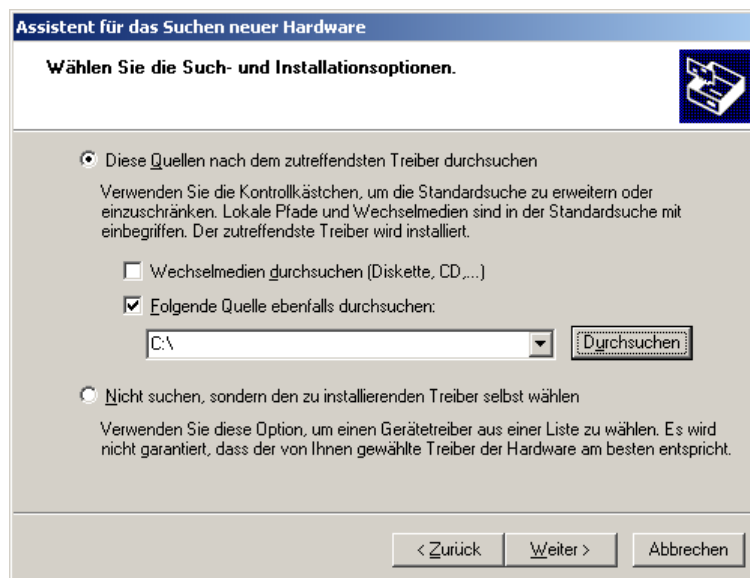 Assistent für das Suchen neuer Hardware
Wählen Sie die Such- und Installationsoptionen.
Diese Quellen nach dem zutreffendsten Treiber durchsuchen
Verwenden Sie die Kontrollkästchen, um die Standardsuche zu erweitern oder
einzuschränken. Lokale Pfade und Wechselmedien sind in der Standardsuche mit
einbegriffen. Der zutreffendste Treiber wird installiert.
Wechselmedien durchsuchen (Diskette, CD,...)
Folgende Quelle ebenfalls durchsuchen:
C:\
Durchsuchen
Nicht suchen, sondern den zu installierenden Treiber selbst wählen
Verwenden Sie diese Option, um einen Gerätetreiber aus einer Liste zu wählen. Es wird
nicht garantiert, dass der von Ihnen gewählte Treiber der Hardware am besten entspricht.
< Zurück
Weiter >
Abbrechen